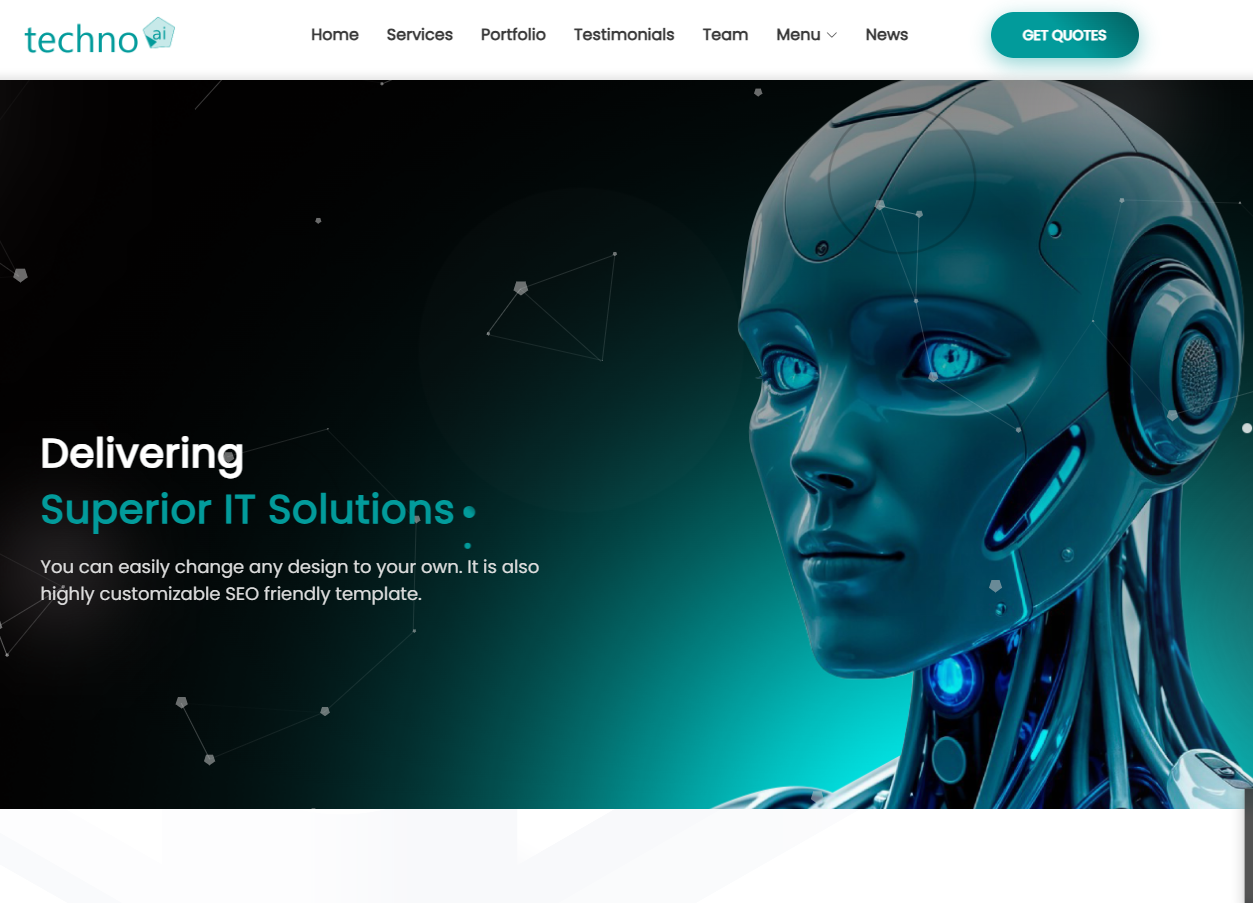 techno ai
Home Services Portfolio Testimonials Team Menu News GET QUOTES
Delivering
Superior IT Solutions
You can easily change any design to your own. It is also
highly customizable SEO friendly template.